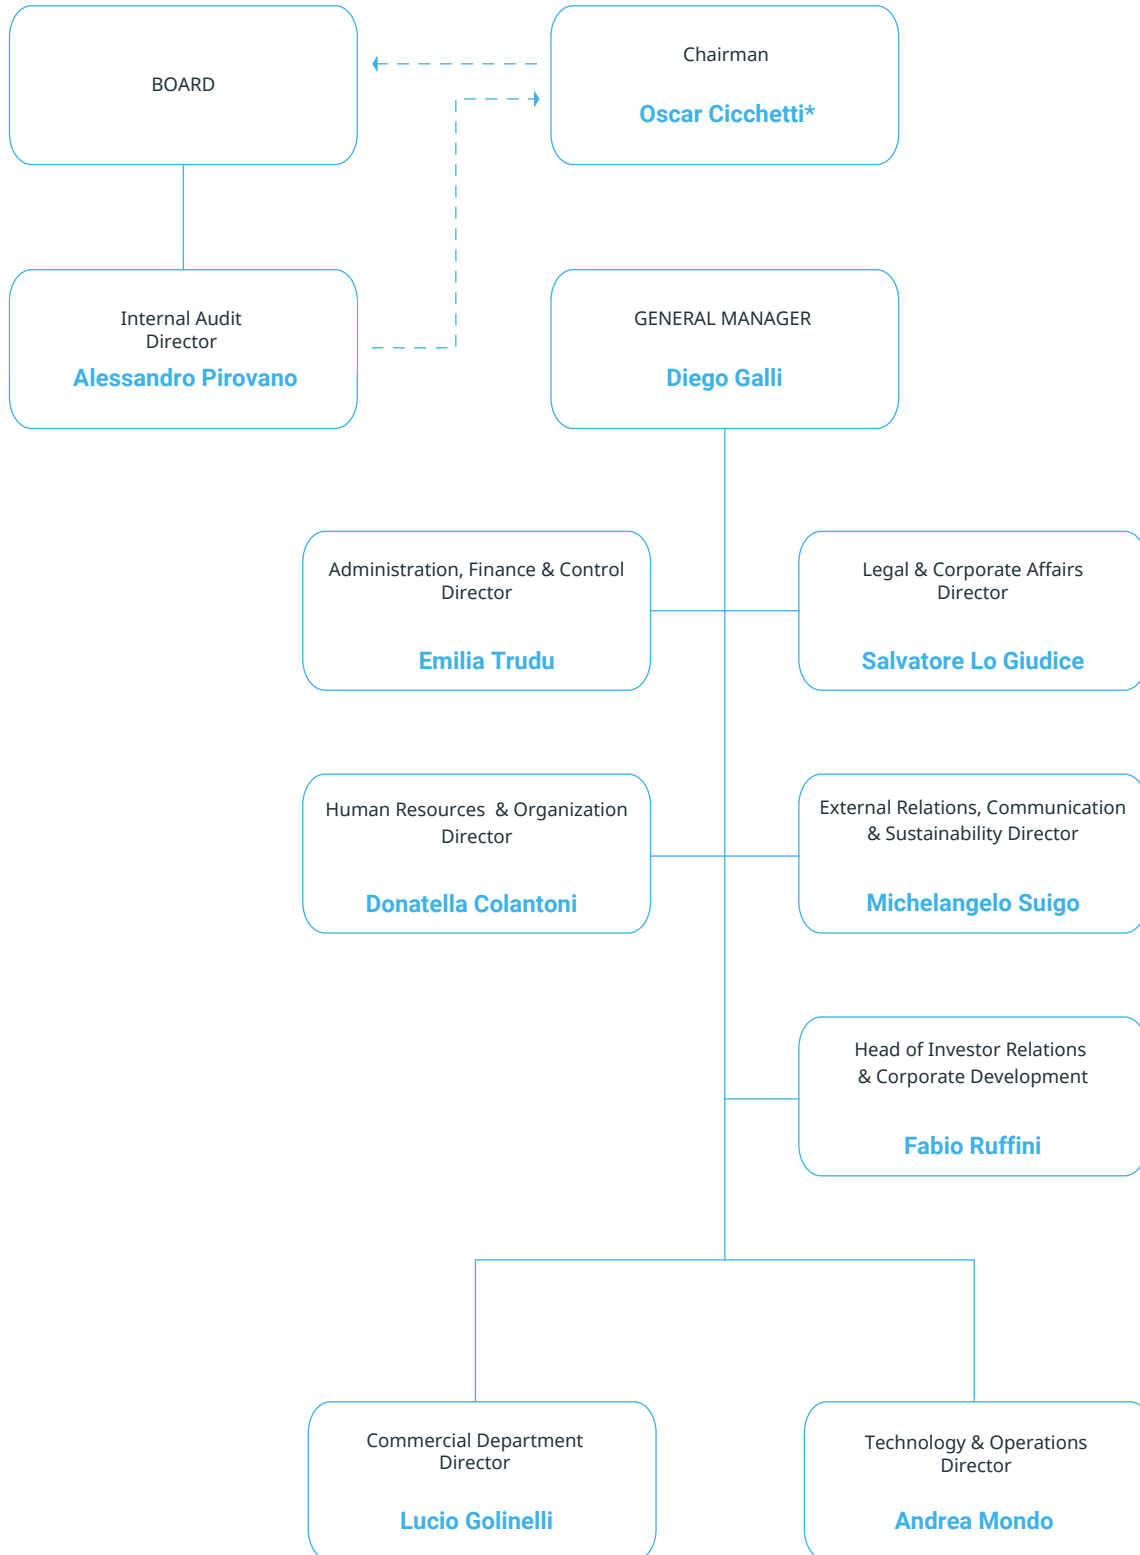 BOARD
Chairman
Oscar Cicchetti*
Internal Audit
Director
Alessandro Pirovano
GENERAL MANAGER
Diego Galli
Administration, Finance & Control
Director
Emilia Trudu
Legal & Corporate Affairs
Director
Salvatore Lo Giudice
Human Resources & Organization
Director
Donatella Colantoni
External Relations, Communication
& Sustainability Director
Michelangelo Suigo
Head of Investor Relations
& Corporate Development
Fabio Ruffini
Commercial Department
Director
Lucio Golinelli
Technology & Operations
Director
Andrea Mondo